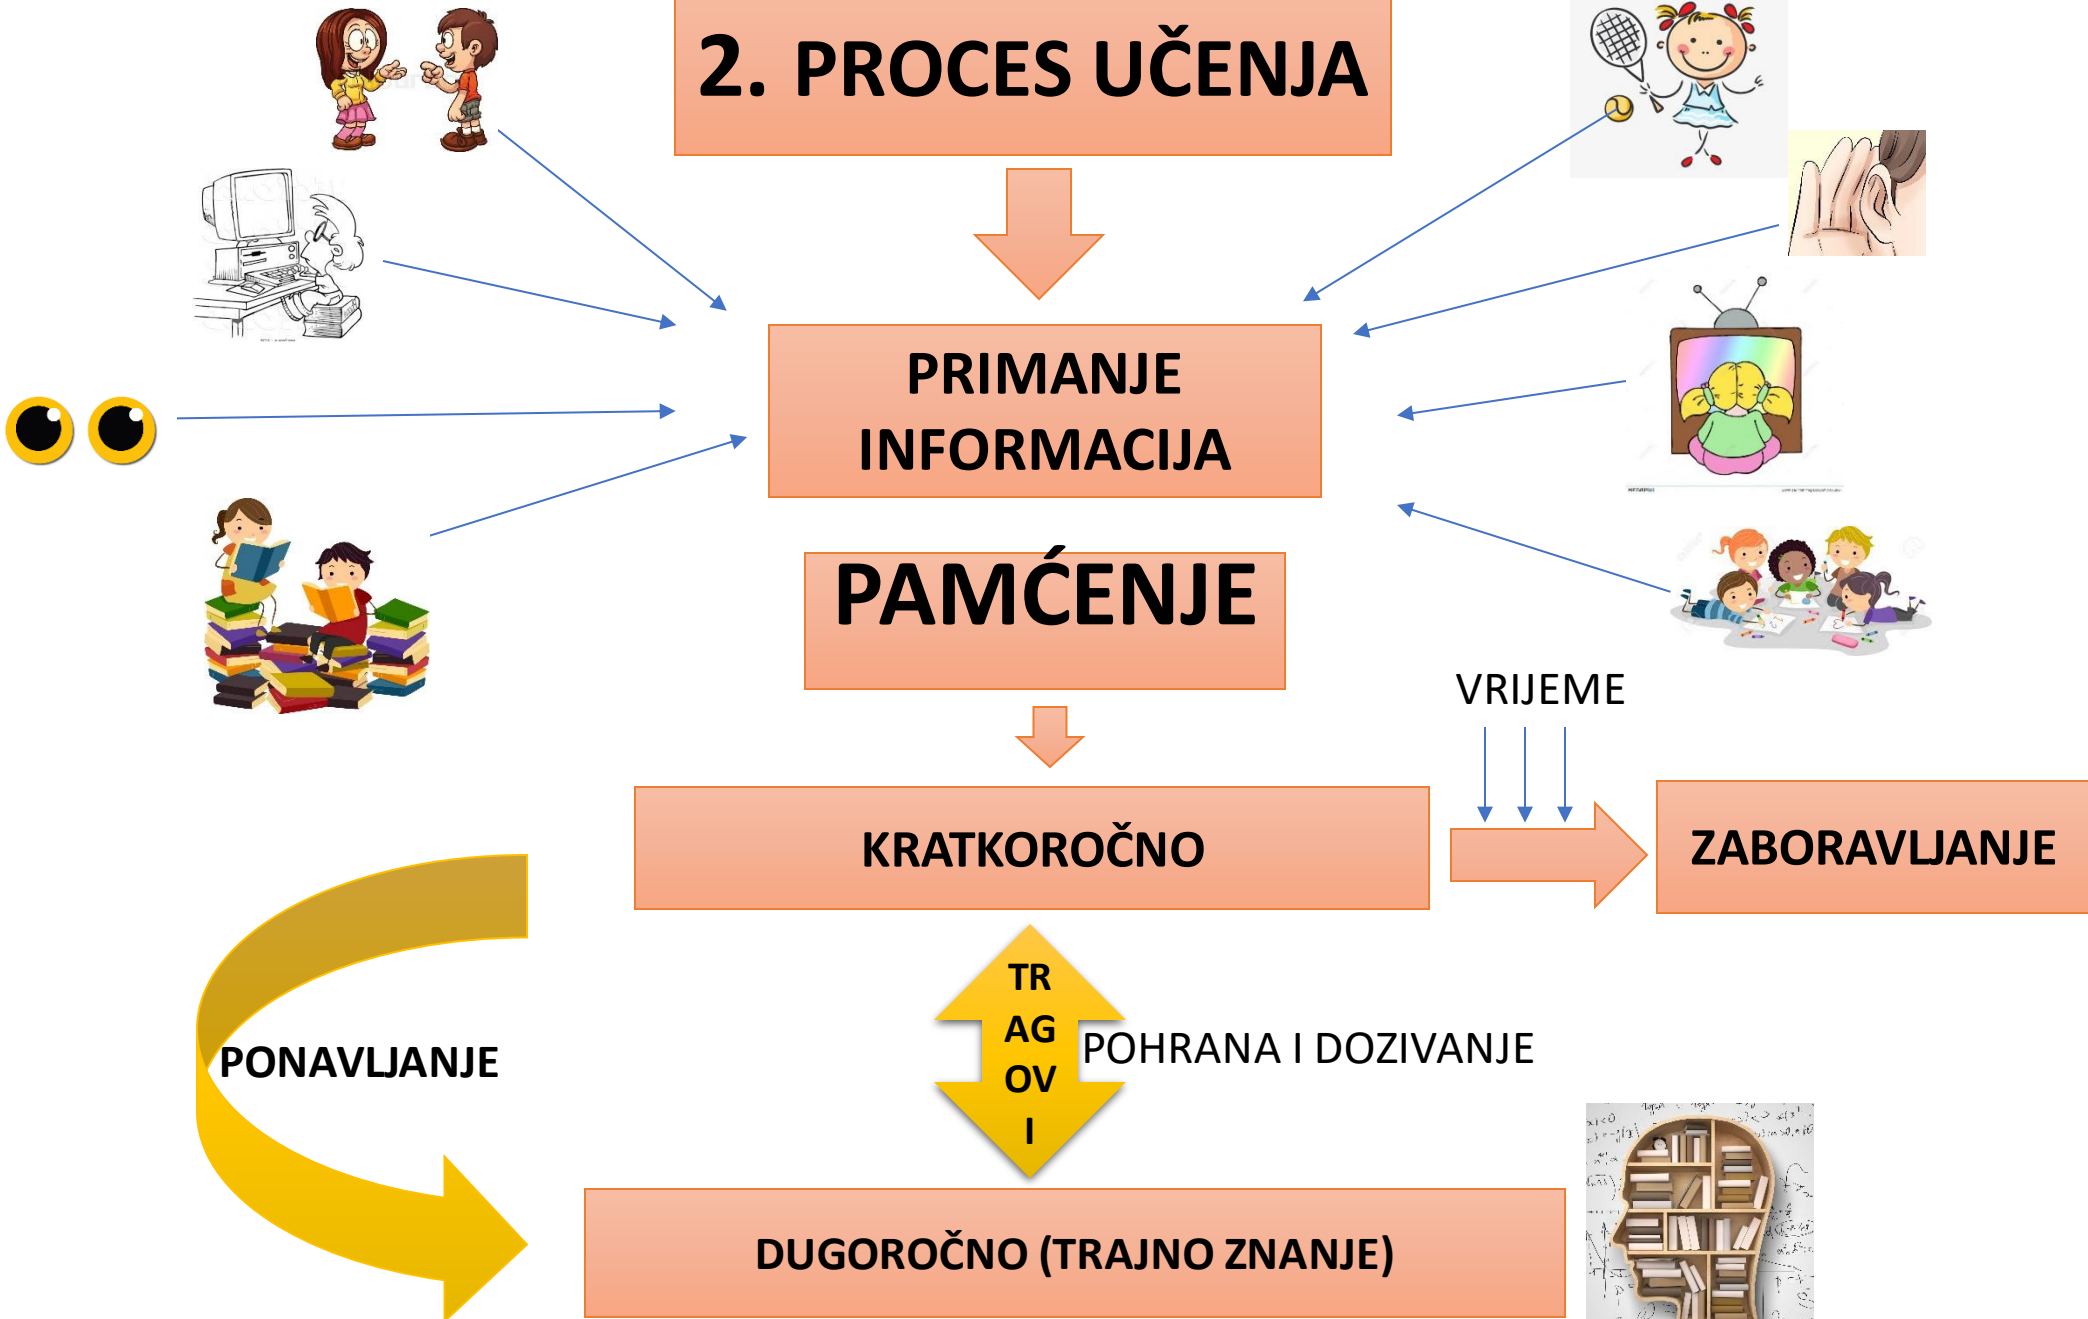 2. PROCES UČENJA
PRIMANJE
INFORMACIJA
PAMĆENJE
VRIJEME
KRATKOROČNO
ZABORAVLJANJE
TR
AG
OV
I
POHRANA I DOZIVANJE
PONAVLJANJE
DUGOROČNO (TRAJNO ZNANJE)